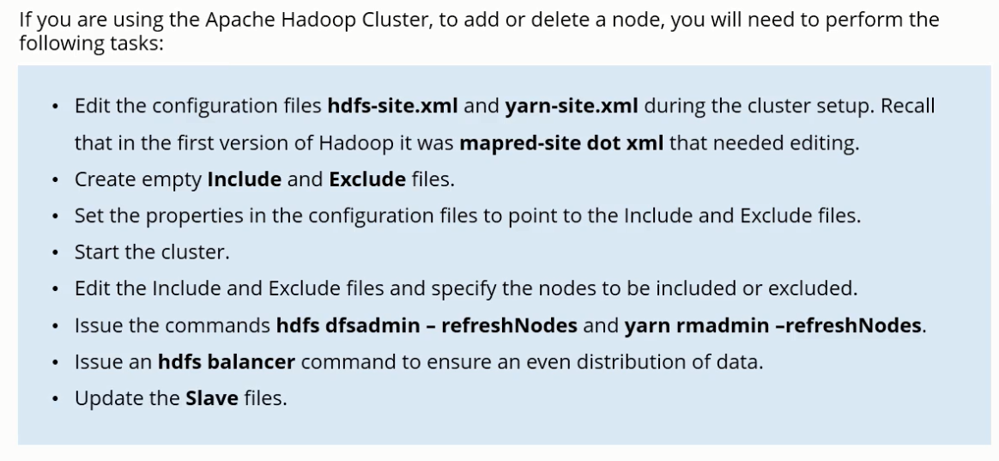 If you are using the Apache Hadoop Cluster, to add or delete a node, you will need to perform the
following tasks:
• Edit the configuration files hdfs-site.xml and yarn-site.xml during the cluster setup. Recall
that in the first version of Hadoop it was mapred-site dot xml that needed editing.
• Create empty Include and Exclude files.
• Set the properties in the configuration files to point to the Include and Exclude files.
• Start the cluster.
• Edit the Include and Exclude files and specify the nodes to be included or excluded.
• Issue the commands hdfs dfsadmin – refreshNodes and yarn rmadmin –refreshNodes.
• Issue an hdfs balancer command to ensure an even distribution of data.
• Update the Slave files.